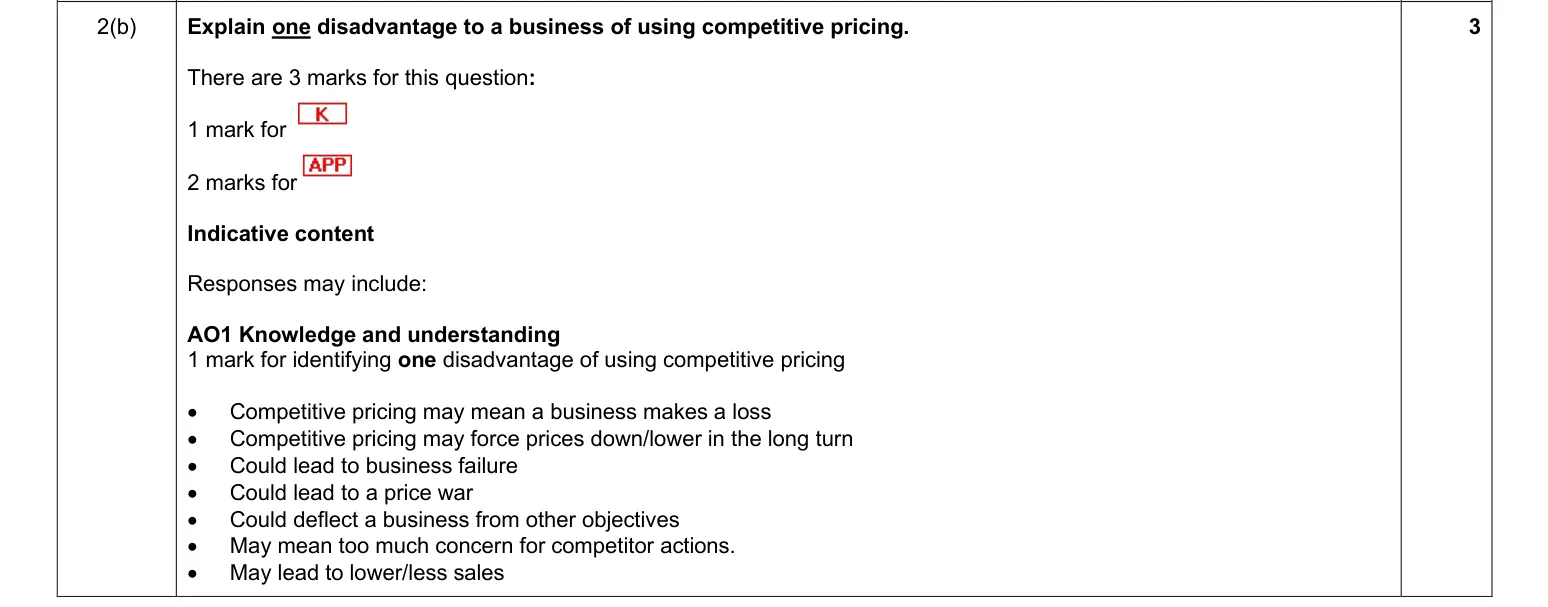 2(b) Explain one disadvantage to a business of using competitive pricing. 3
There are 3 marks for this question:
1 mark for K
2 marks for APP
Indicative content
Responses may include:
AO1 Knowledge and understanding
1 mark for identifying one disadvantage of using competitive pricing
• Competitive pricing may mean a business makes a loss
• Competitive pricing may force prices down/lower in the long turn
• Could lead to business failure
• Could lead to a price war
• Could deflect a business from other objectives
• May mean too much concern for competitor actions.
• May lead to lower/less sales